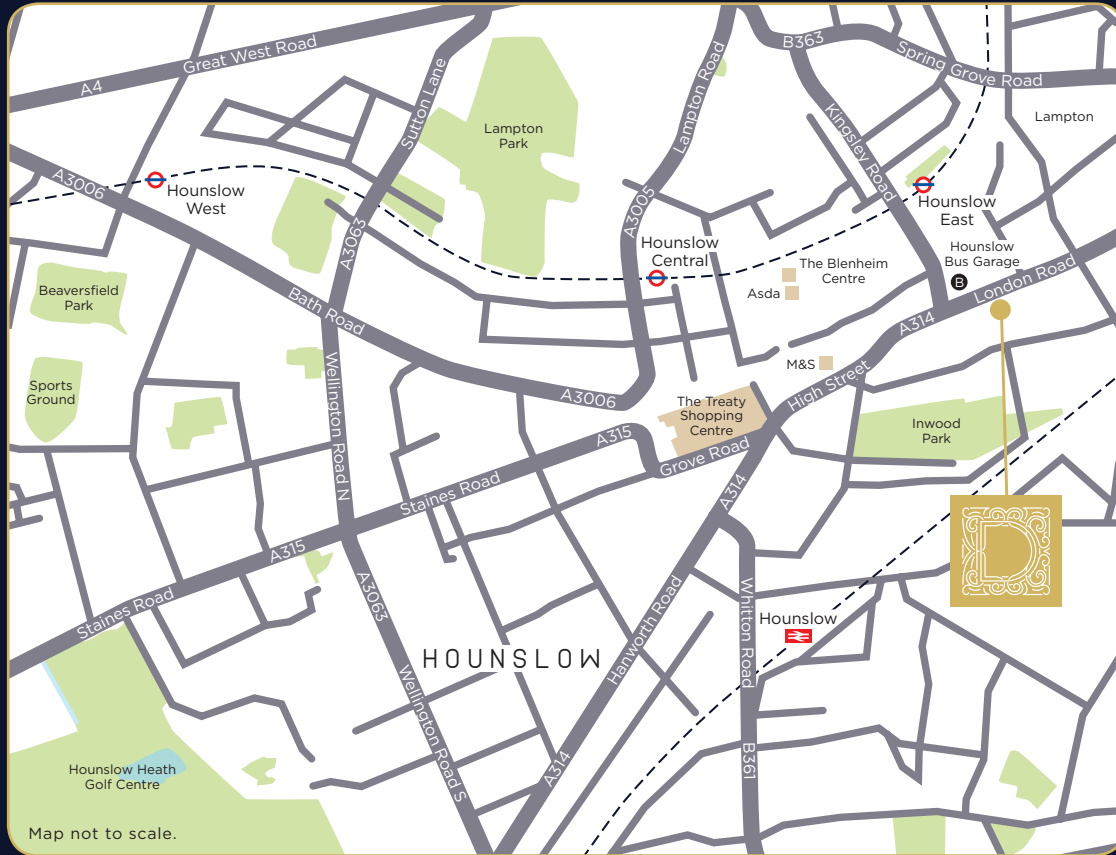 Great West Road
A4
Sutton Lane
Lampton
Park
Lampton Road
B363
Spring Grove Road
Kingsley Road
Lampton
A3006
Hounslow
West
A3063
A3005
Hounslow
Central
Hounslow
East
Hounslow
Bus Garage
B
London Road
The Blenheim
Centre
Asda
A314
Beaversfield
Park
Bath Road
M&S
High Street
Sports
Ground
Wellington Road N
A3006
The Treaty
Shopping
Centre
Inwood
Park
A315
Grove Road
Staines Road
A314
A315
D
Staines Road
A3063
Whitton Road
Hounslow
HOUNSLOW
Hanworth Road
Wellington Road S
A314
B361
Hounslow Heath
Golf Centre
Map not to scale.